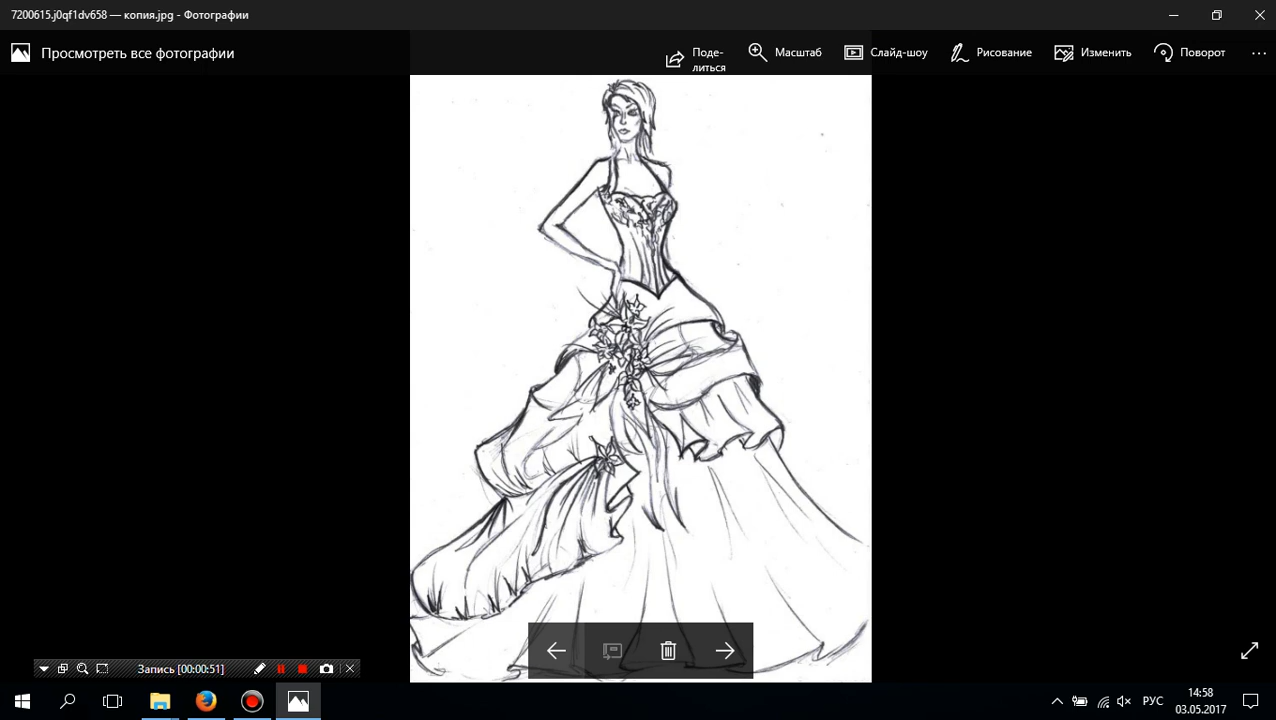 7200615.j0qf1dv658 — копия.jpg - Фотографии
Просмотреть все фотографии
Поде-
литься
Масштаб
Слайд-шоу
Рисование
Изменить
Поворот
Запись [00:00:51]
РУС
14:58
03.05.2017